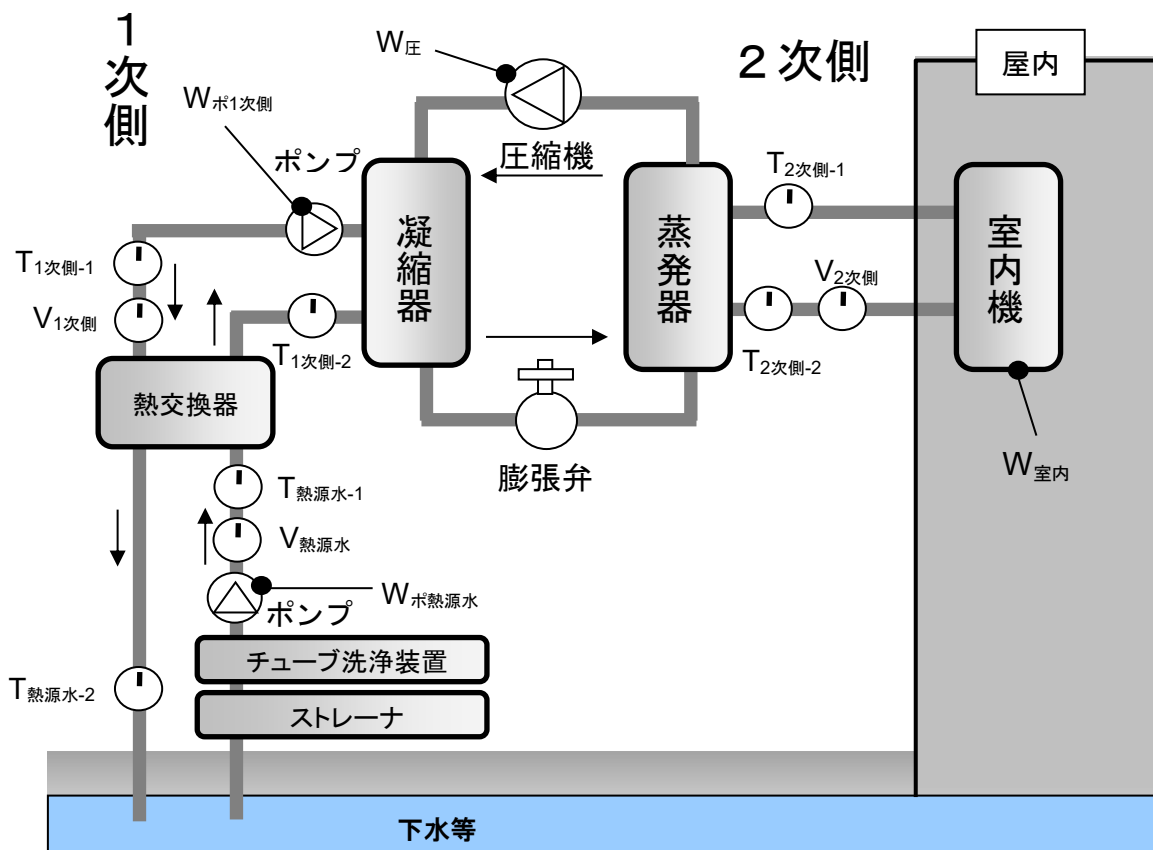 1次側
W圧
2次側
屋内
Wポ1次側
ポンプ
圧縮機
T2次側-1
凝縮器
蒸発器
室内機
T1次側-1
V1次側
V2次側
T1次側-2
T2次側-2
熱交換器
膨張弁
W室内
T熱源水-1
V熱源水
Wポ熱源水
ポンプ
チューブ洗浄装置
T熱源水-2
ストレーナ
下水等